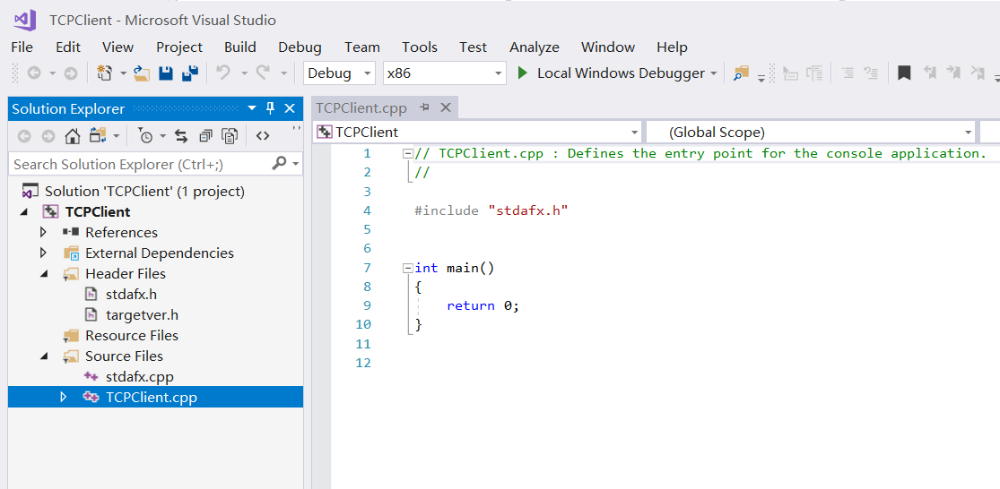 TCPClient - Microsoft Visual Studio
File Edit View Project Build Debug Team Tools Test Analyze Window Help
Debug x86 Local Windows Debugger
Solution Explorer
Search Solution Explorer (Ctrl+;)
Solution 'TCPClient' (1 project)
TCPClient
References
External Dependencies
Header Files
stdafx.h
targetver.h
Resource Files
Source Files
stdafx.cpp
TCPClient.cpp
TCPClient.cpp
TCPClient (Global Scope)
1 // TCPClient.cpp : Defines the entry point for the console application.
2 //
3
4 #include "stdafx.h"
5
6
7 int main()
8 {
9 return 0;
10 }
11
12